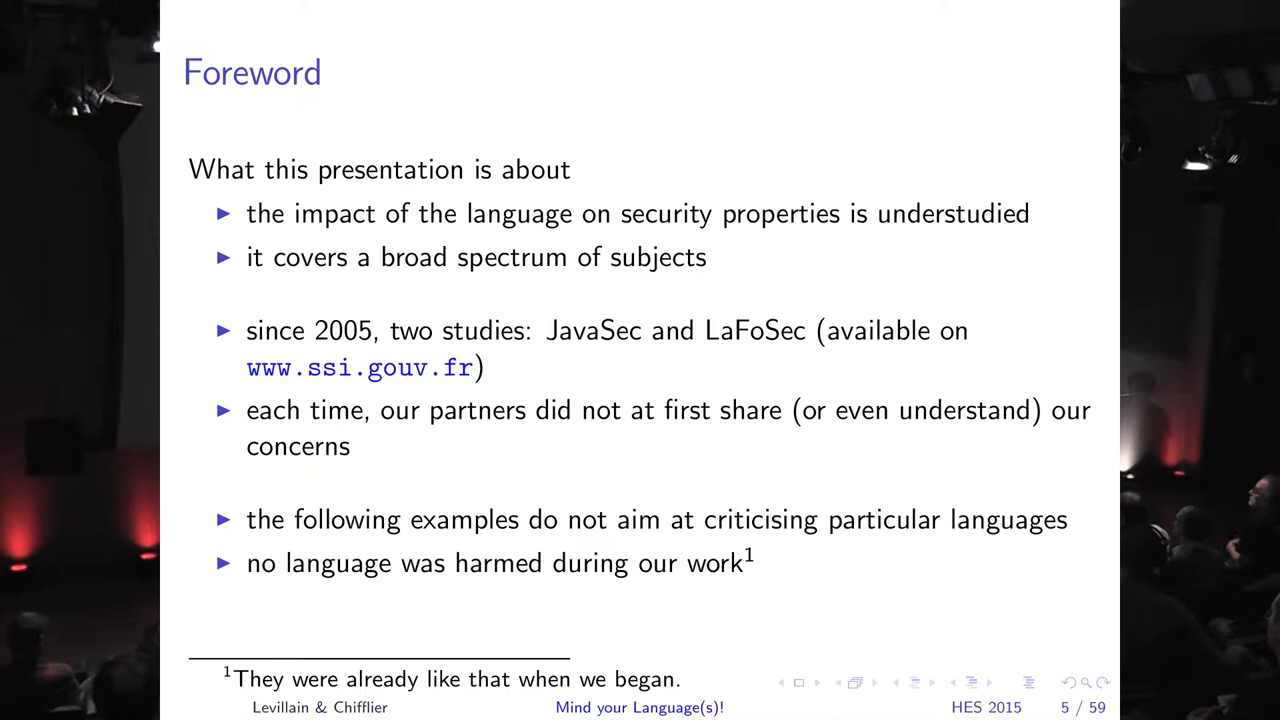 Foreword
What this presentation is about
the impact of the language on security properties is understudied
it covers a broad spectrum of subjects
since 2005, two studies: JavaSec and LaFoSec (available on
www.ssi.gouv.fr)
each time, our partners did not at first share (or even understand) our
concerns
the following examples do not aim at criticising particular languages
no language was harmed during our work1
1They were already like that when we began.
Levillain & Chifflier Mind your Language(s)! HES 2015 5 / 59